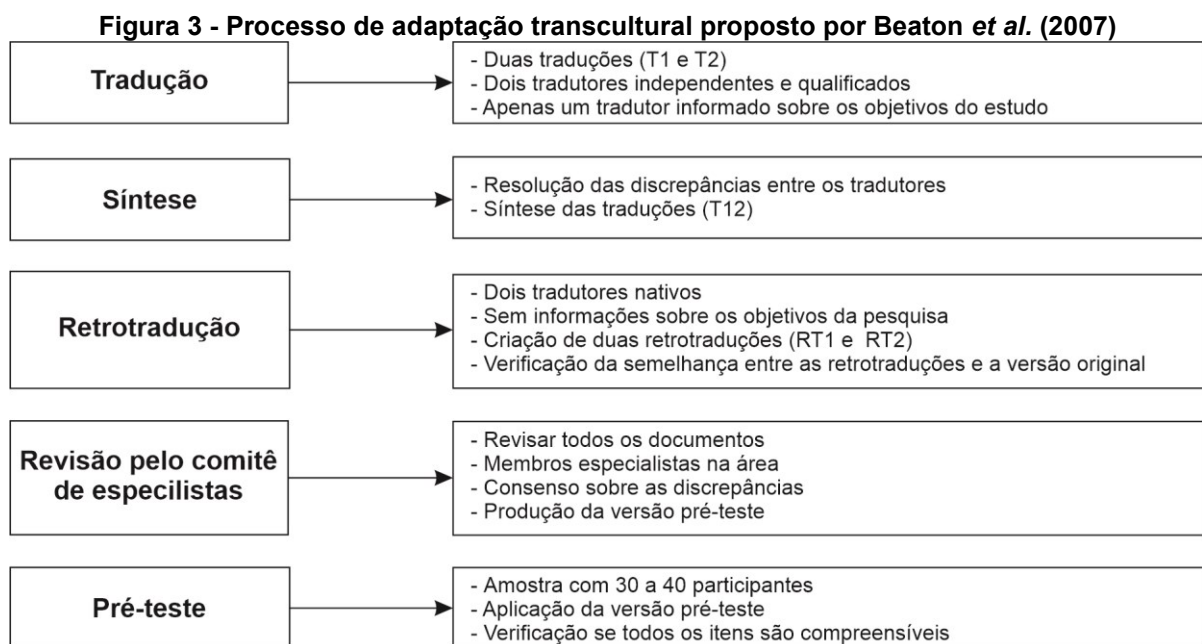 Figura 3 - Processo de adaptação transcultural proposto por Beaton et al. (2007)
Tradução
- Duas traduções (T1 e T2)
- Dois tradutores independentes e qualificados
- Apenas um tradutor informado sobre os objetivos do estudo
Síntese
- Resolução das discrepâncias entre os tradutores
- Síntese das traduções (T12)
Retrotradução
- Dois tradutores nativos
- Sem informações sobre os objetivos da pesquisa
- Criação de duas retrotraduções (RT1 e RT2)
- Verificação da semelhança entre as retrotraduções e a versão original
Revisão pelo comitê
de especilistas
- Revisar todos os documentos
- Membros especialistas na área
- Consenso sobre as discrepâncias
- Produção da versão pré-teste
Pré-teste
- Amostra com 30 a 40 participantes
- Aplicação da versão pré-teste
- Verificação se todos os itens são compreensíveis